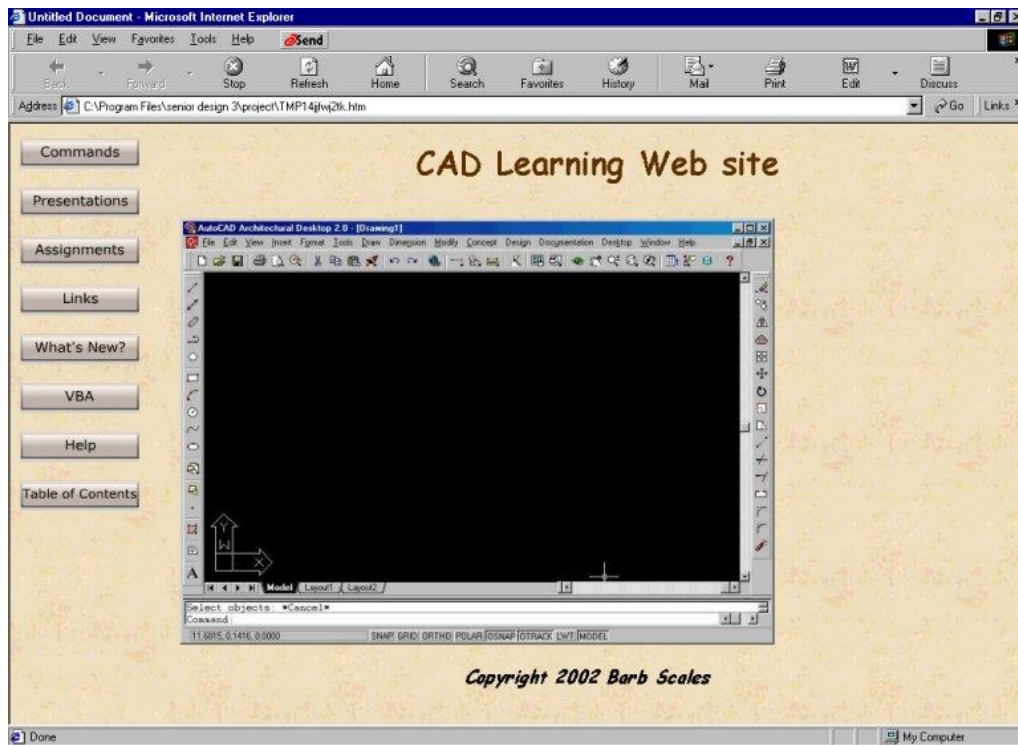 Untitled Document - Microsoft Internet Explorer
File Edit View Favorites Tools Help Send
Back Forward Stop Refresh Home Search Favorites History Mail Print Edit Discuss
Address C:\Program Files\senior design 3\project\TMP14jjfwj2tk.htm Go Links
CAD Learning Web site
Commands
Presentations
Assignments
Links
What's New?
VBA
Help
Table of Contents
AutoCAD Architectural Desktop 2.0 - [Drawing1]
File Edit View Insert Format Tools Draw Dimension Modify Concept Design Documentation Desktop Window Help
Y
W
X
A
Model Layout1 Layout2
Select objects: *Cancel*
Command:
11.6815, 0.1416, 0.0000 SNAP GRID ORTHO POLAR OSNAP OTRACK LWT MODEL
Copyright 2002 Barb Scales
Done My Computer